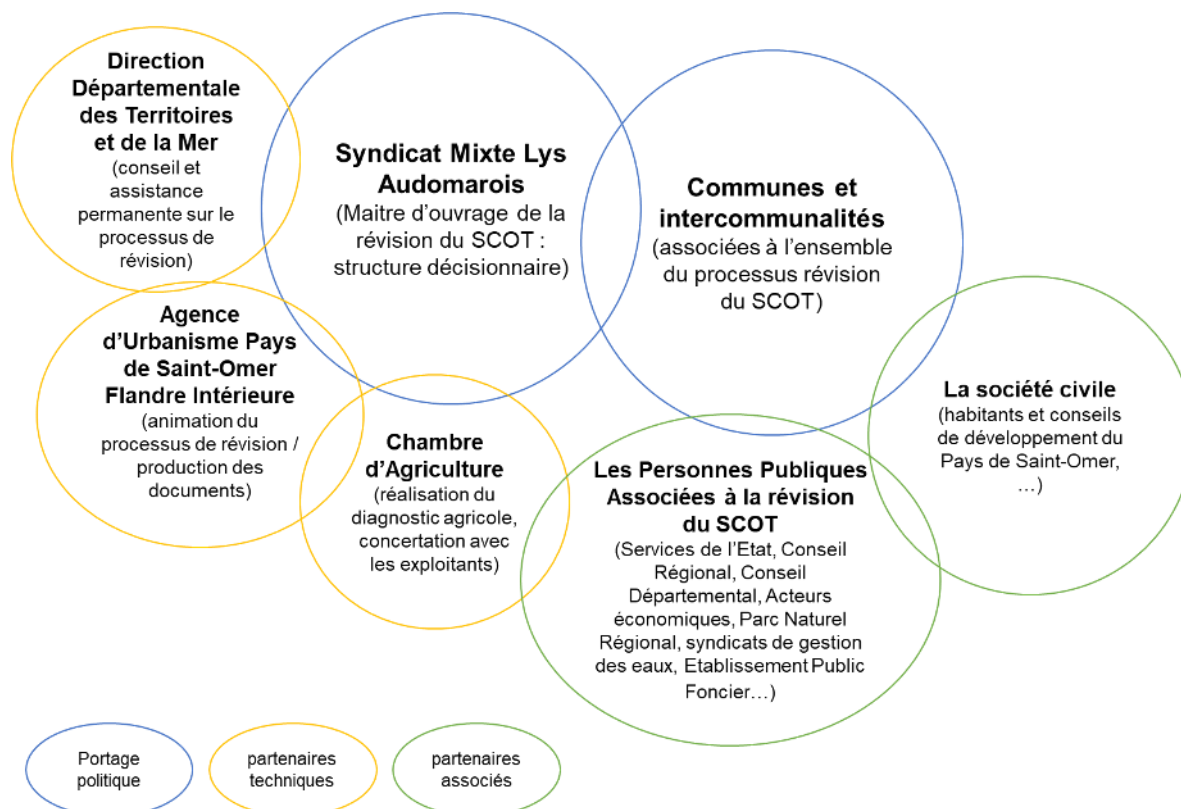 Direction
Départementale
des Territoires
et de la Mer
(conseil et
assistance
permanente sur le
processus de
révision)
Syndicat Mixte Lys
Audomarois
(Maitre d'ouvrage de la
révision du SCOT :
structure décisionnaire)
Communes et
intercommunalités
(associées à l'ensemble
du processus révision
du SCOT)
Agence
d'Urbanisme Pays
de Saint-Omer
Flandre Intérieure
(animation du
processus de révision /
production des
documents)
Chambre
d'Agriculture
(réalisation du
diagnostic agricole,
concertation avec
les exploitants)
Les Personnes Publiques
Associées à la révision
du SCOT
(Services de l'Etat, Conseil
Régional, Conseil
Départemental, Acteurs
économiques, Parc Naturel
Régional, syndicats de gestion
des eaux, Etablissement Public
Foncier…)
La société civile
(habitants et conseils
de développement du
Pays de Saint-Omer,
…)
Portage
politique
partenaires
techniques
partenaires
associés